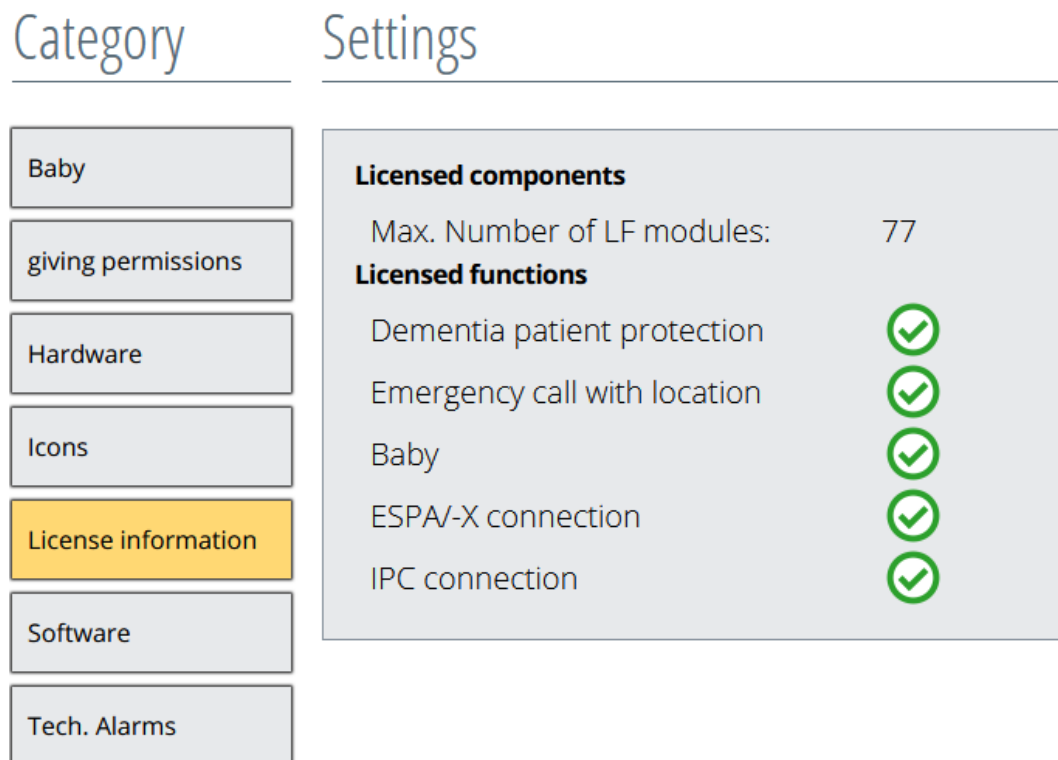 Category
Settings
Baby
giving permissions
Hardware
Icons
License information
Software
Tech. Alarms
Licensed components
Max. Number of LF modules: 77
Licensed functions
Dementia patient protection
Emergency call with location
Baby
ESPA/-X connection
IPC connection